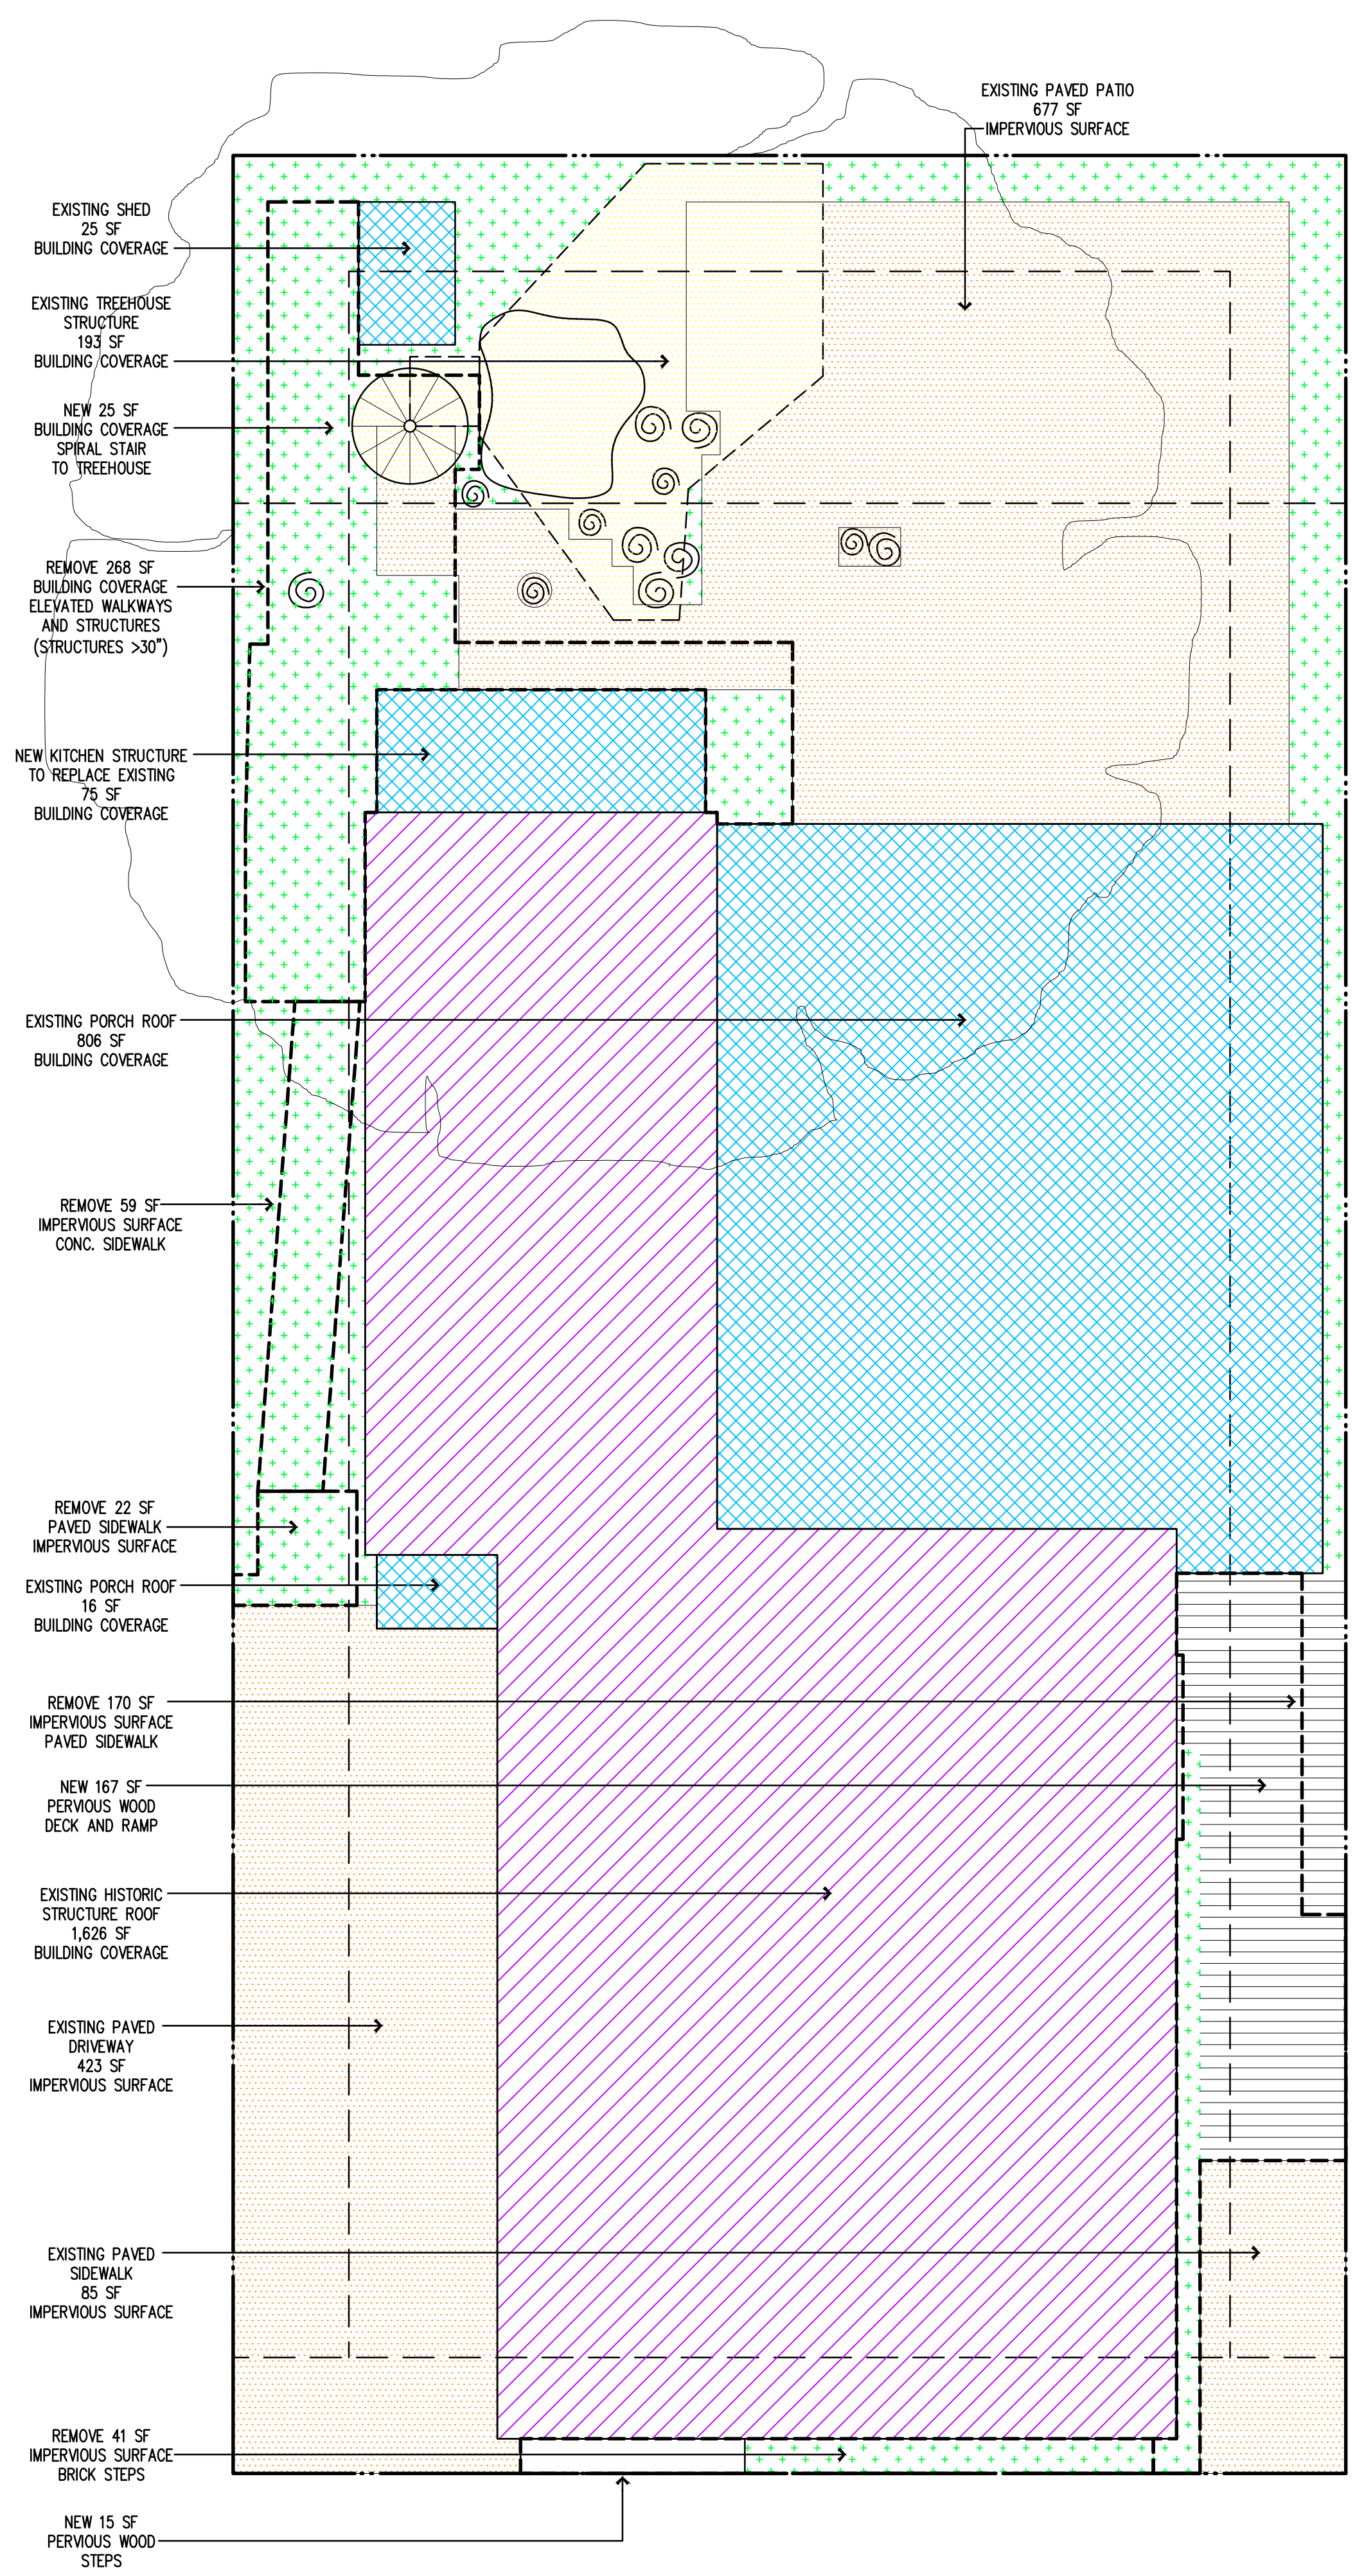 EXISTING PAVED PATIO
677 SF
IMPERVIOUS SURFACE
EXISTING SHED
25 SF
BUILDING COVERAGE
EXISTING TREEHOUSE
STRUCTURE
193 SF
BUILDING COVERAGE
NEW 25 SF
BUILDING COVERAGE
SPIRAL STAIR
TO TREEHOUSE
REMOVE 268 SF
BUILDING COVERAGE
ELEVATED WALKWAYS
AND STRUCTURES
(STRUCTURES >30")
NEW KITCHEN STRUCTURE
TO REPLACE EXISTING
75 SF
BUILDING COVERAGE
EXISTING PORCH ROOF
806 SF
BUILDING COVERAGE
REMOVE 59 SF
IMPERVIOUS SURFACE
CONC. SIDEWALK
REMOVE 22 SF
PAVED SIDEWALK
IMPERVIOUS SURFACE
EXISTING PORCH ROOF
16 SF
BUILDING COVERAGE
REMOVE 170 SF
IMPERVIOUS SURFACE
PAVED SIDEWALK
NEW 167 SF
PERVIOUS WOOD
DECK AND RAMP
EXISTING HISTORIC
STRUCTURE ROOF
1,626 SF
BUILDING COVERAGE
EXISTING PAVED
DRIVEWAY
423 SF
IMPERVIOUS SURFACE
EXISTING PAVED
SIDEWALK
85 SF
IMPERVIOUS SURFACE
REMOVE 41 SF
IMPERVIOUS SURFACE
BRICK STEPS
NEW 15 SF
PERVIOUS WOOD
STEPS